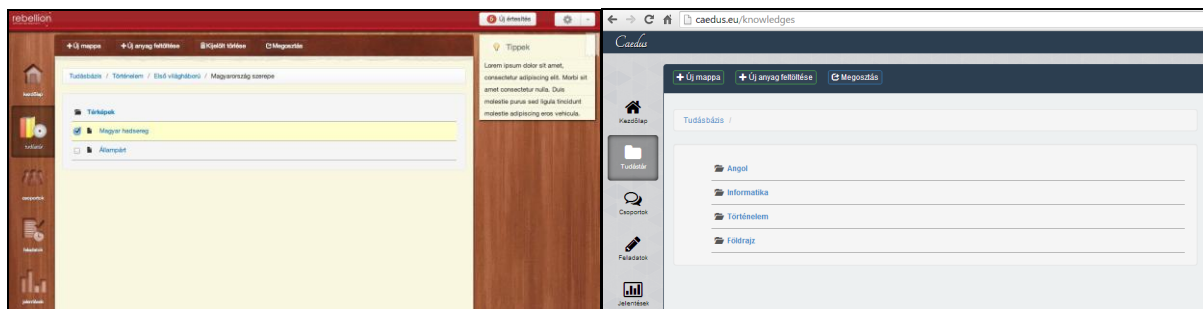 rebellion
Új értesítés
+Új mappa +Új anyag feltöltése Kijelölt törlése Megosztás
Tippek
Lorem ipsum dolor sit amet,
consectetur adipiscing elit. Morbi sit
amet consectetur nulla. Duis
molestie purus sed ligula tincidunt
molestie adipiscing eros vehicula.
Tudásbázis / Történelem / Első világháború / Magyarország szerepe
kezdőlap
Térképek
Magyar hadsereg
Állampárt
tudástár
csoportok
feladatok
jelentések
caedus.eu/knowledges
Caedus
Új mappa Új anyag feltöltése Megosztás
Kezdőlap
Tudásbázis /
Tudástár
Angol
Informatika
Történelem
Földrajz
Csoportok
Feladatok
Jelentések